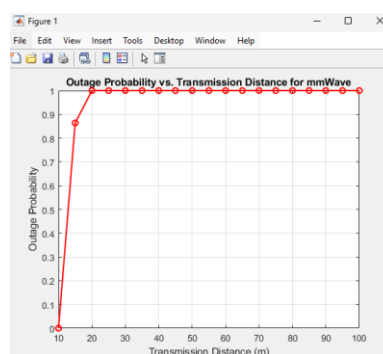 Figure 1
File Edit View Insert Tools Desktop Window Help
Outage Probability vs. Transmission Distance for mmWave
1
0.9
0.8
0.7
0.6
0.5
0.4
0.3
0.2
0.1
0
Outage Probability
10 20 30 40 50 60 70 80 90 100
Transmission Distance (m)